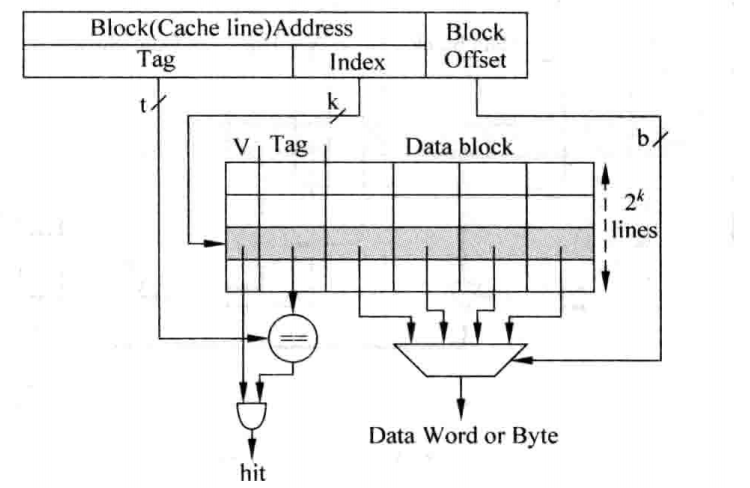 Block(Cache line)Address
Block
Offset
Tag
Index
t
k
b
V
Tag
Data block
2^k
lines
==
Data Word or Byte
hit